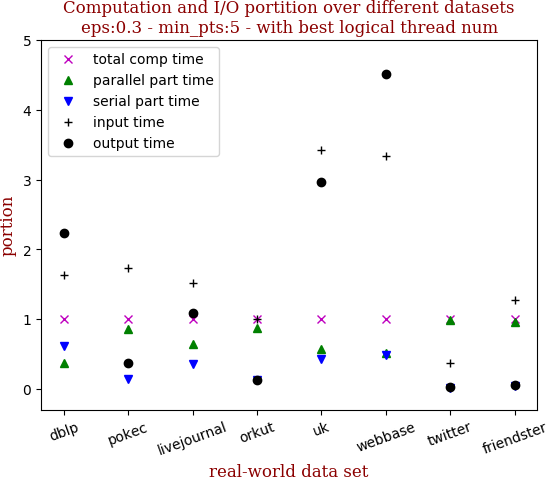 Computation and I/O partition over different datasets
eps:0.3 - min_pts:5 - with best logical thread num
total comp time
parallel part time
serial part time
input time
output time
portion
5
4
3
2
1
0
dblp
pokec
livejournal
orkut
uk
webbase
twitter
friendster
real-world data set